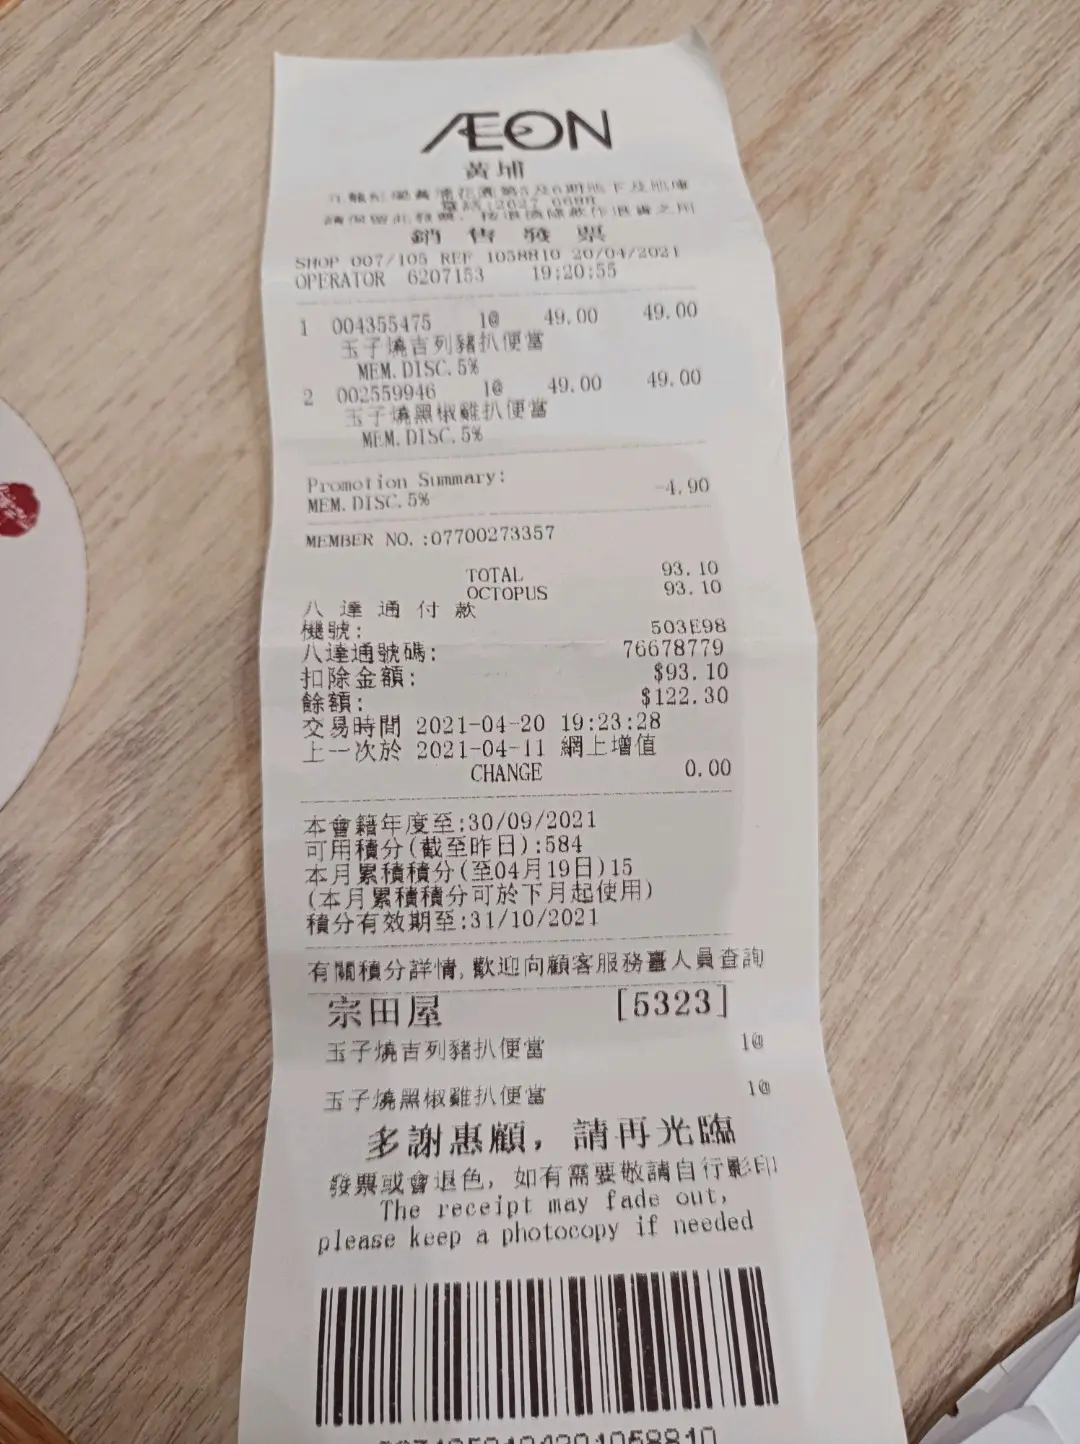 ÆON
黃埔
電話:2627 6688
銷 售 發 票
SHOP 007/105 REF 1058810 20/04/2021
OPERATOR 6207153 19:20:55
1 004355475 1@ 49.00 49.00
玉子燒吉列豬扒便當
MEM.DISC.5%
2 002559946 1@ 49.00 49.00
玉子燒黑椒雞扒便當
MEM.DISC.5%
Promotion Summary:
MEM.DISC.5% -4.90
MEMBER NO.:07700273357
TOTAL 93.10
OCTOPUS 93.10
八 達 通 付 款
機號: 503E98
八達通號碼: 76678779
扣除金額: $93.10
餘額: $122.30
交易時間 2021-04-20 19:23:28
上一次於 2021-04-11 網上增值
CHANGE 0.00
本會籍年度至:30/09/2021
可用積分(截至昨日):584
本月累積積分(至04月19日)15
(本月累積積分可於下月起使用)
積分有效期至:31/10/2021
有關積分詳情,歡迎向顧客服務臺人員查詢
宗田屋 [5323]
玉子燒吉列豬扒便當 1@
玉子燒黑椒雞扒便當 1@
多謝惠顧, 請再光臨
發票或會退色, 如有需要敬請自行影印
The receipt may fade out,
please keep a photocopy if needed